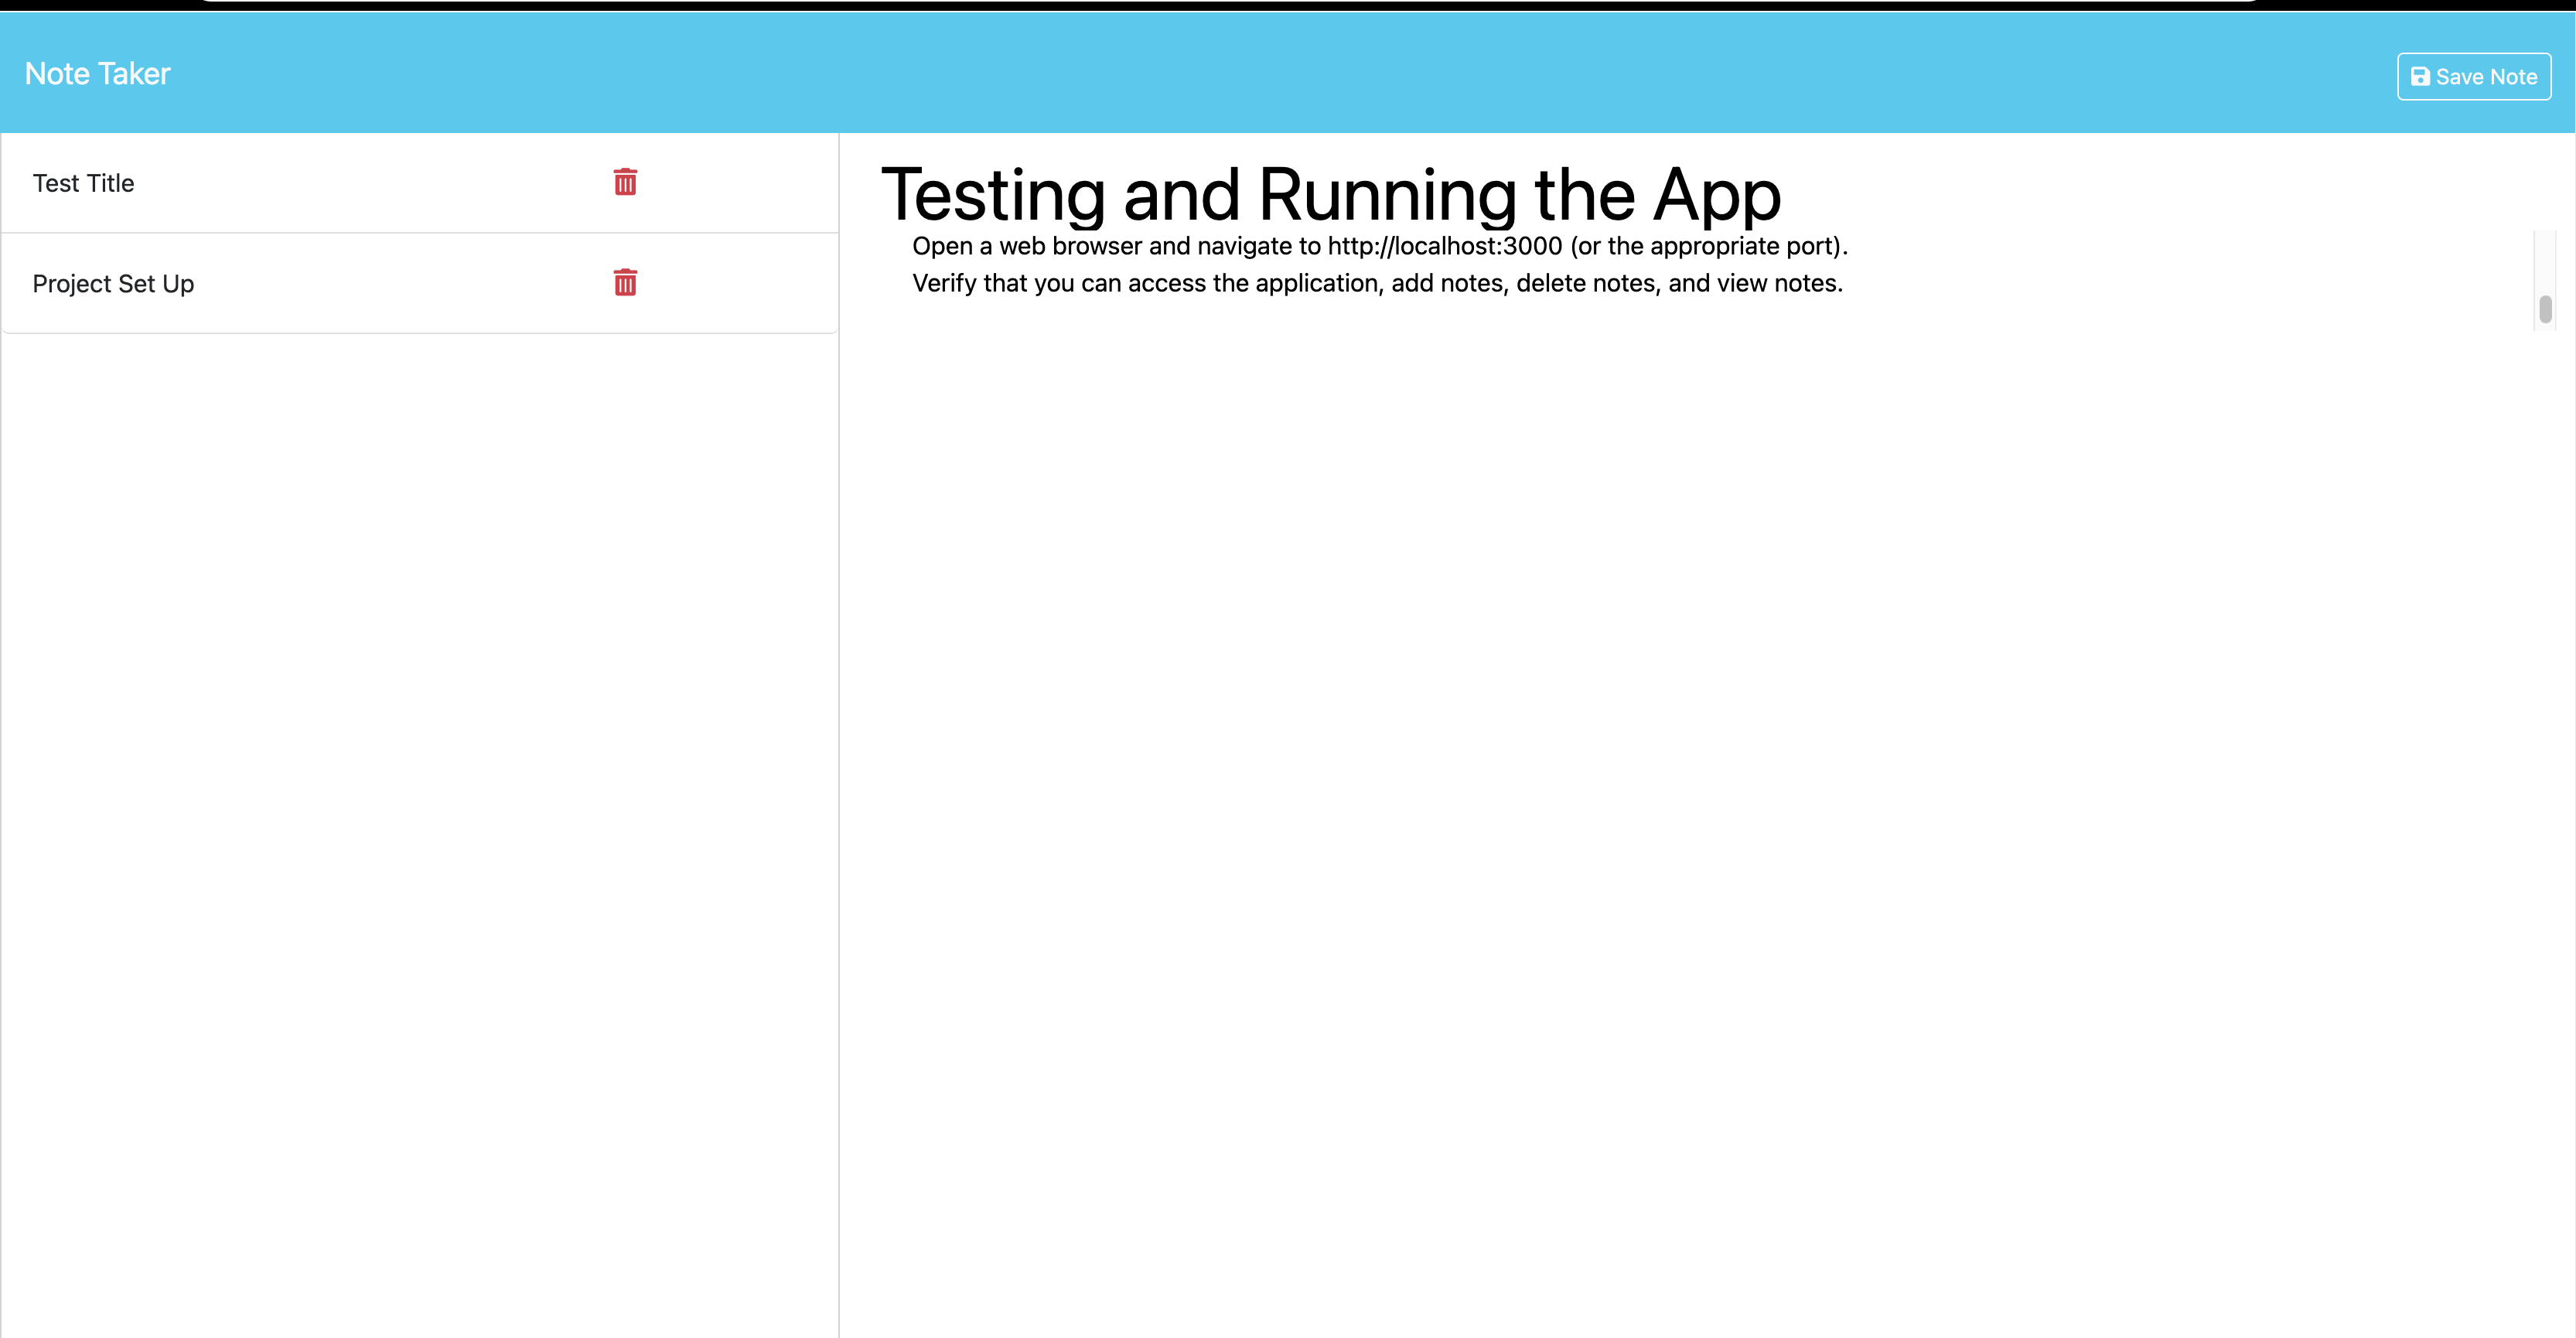 Note Taker
Save Note
Test Title
Project Set Up
Testing and Running the App
Open a web browser and navigate to http://localhost:3000 (or the appropriate port).
Verify that you can access the application, add notes, delete notes, and view notes.